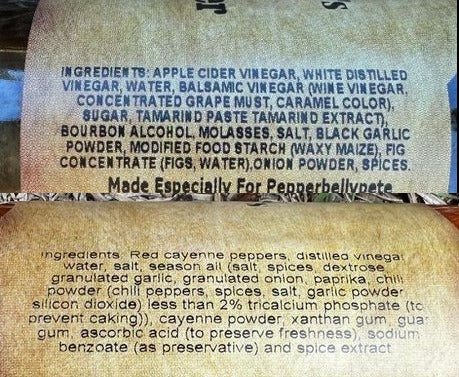 INGREDIENTS: APPLE CIDER VINEGAR, WHITE DISTILLED
VINEGAR, WATER, BALSAMIC VINEGAR (WINE VINEGAR,
CONCENTRATED GRAPE MUST, CARAMEL COLOR),
SUGAR, TAMARIND PASTE TAMARIND EXTRACT),
BOURBON ALCOHOL, MOLASSES, SALT, BLACK GARLIC
POWDER, MODIFIED FOOD STARCH (WAXY MAIZE), FIG
CONCENTRATE (FIGS, WATER),ONION POWDER, SPICES.
Made Especially For Pepperbellypete
Ingredients: Red cayenne peppers, distilled vinegar
water, salt, season all (salt, spices, dextrose
granulated garlic, granulated onion, paprika, chili
powder (chili peppers, spices, salt, garlic powder
silicon dioxide) less than 2% tricalcium phosphate (to
prevent caking)), cayenne powder, xanthan gum, guar
gum, ascorbic acid (to preserve freshness), sodium
benzoate (as preservative) and spice extract